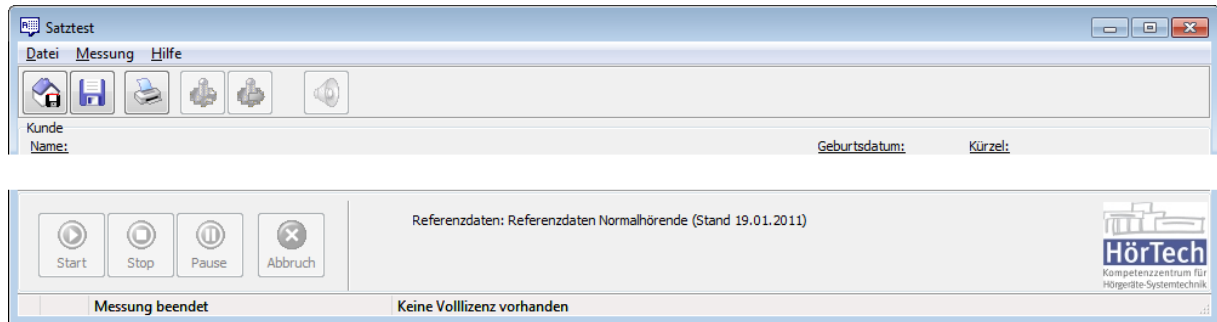 Satztest
Datei Messung Hilfe
Kunde
Name: Geburtsdatum: Kürzel:
Referenzdaten: Referenzdaten Normalhörende (Stand 19.01.2011)
Start Stop Pause Abbruch
HörTech
Kompetenzzentrum für
Hörgeräte-Systemtechnik
Messung beendet Keine Volllizenz vorhanden